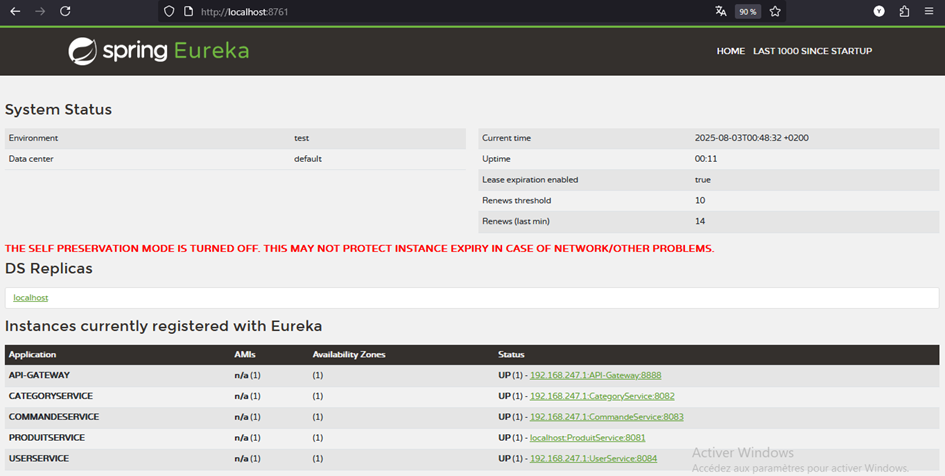 http://localhost:8761
90 %
Y
spring Eureka
HOME LAST 1000 SINCE STARTUP
System Status
Environment test
Data center default
Current time 2025-08-03T00:48:32 +0200
Uptime 00:11
Lease expiration enabled true
Renews threshold 10
Renews (last min) 14
THE SELF PRESERVATION MODE IS TURNED OFF. THIS MAY NOT PROTECT INSTANCE EXPIRY IN CASE OF NETWORK/OTHER PROBLEMS.
DS Replicas
localhost
Instances currently registered with Eureka
Application AMIs Availability Zones Status
API-GATEWAY n/a (1) (1) UP (1) - 192.168.247.1:API-Gateway:8888
CATEGORYSERVICE n/a (1) (1) UP (1) - 192.168.247.1:CategoryService:8082
COMMANDESERVICE n/a (1) (1) UP (1) - 192.168.247.1:CommandeService:8083
PRODUITSERVICE n/a (1) (1) UP (1) - localhost:ProduitService:8081
USERSERVICE n/a (1) (1) UP (1) - 192.168.247.1:UserService:8084
Activer Windows
Accédez aux paramètres pour activer Windows.